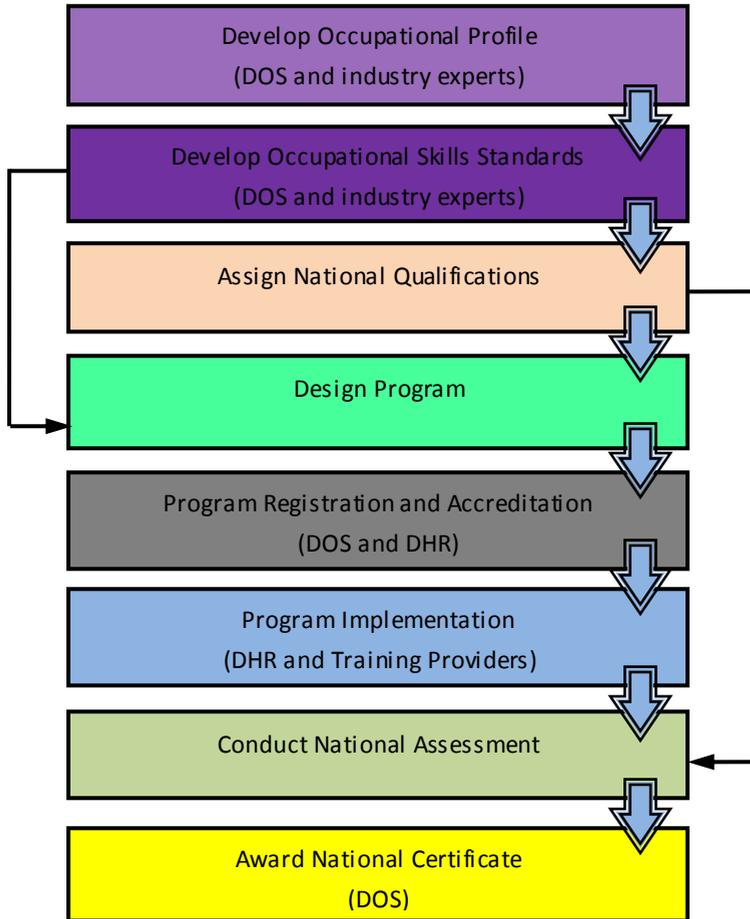 Develop Occupational Profile
(DOS and industry experts)
Develop Occupational Skills Standards
(DOS and industry experts)
Assign National Qualifications
Design Program
Program Registration and Accreditation
(DOS and DHR)
Program Implementation
(DHR and Training Providers)
Conduct National Assessment
Award National Certificate
(DOS)